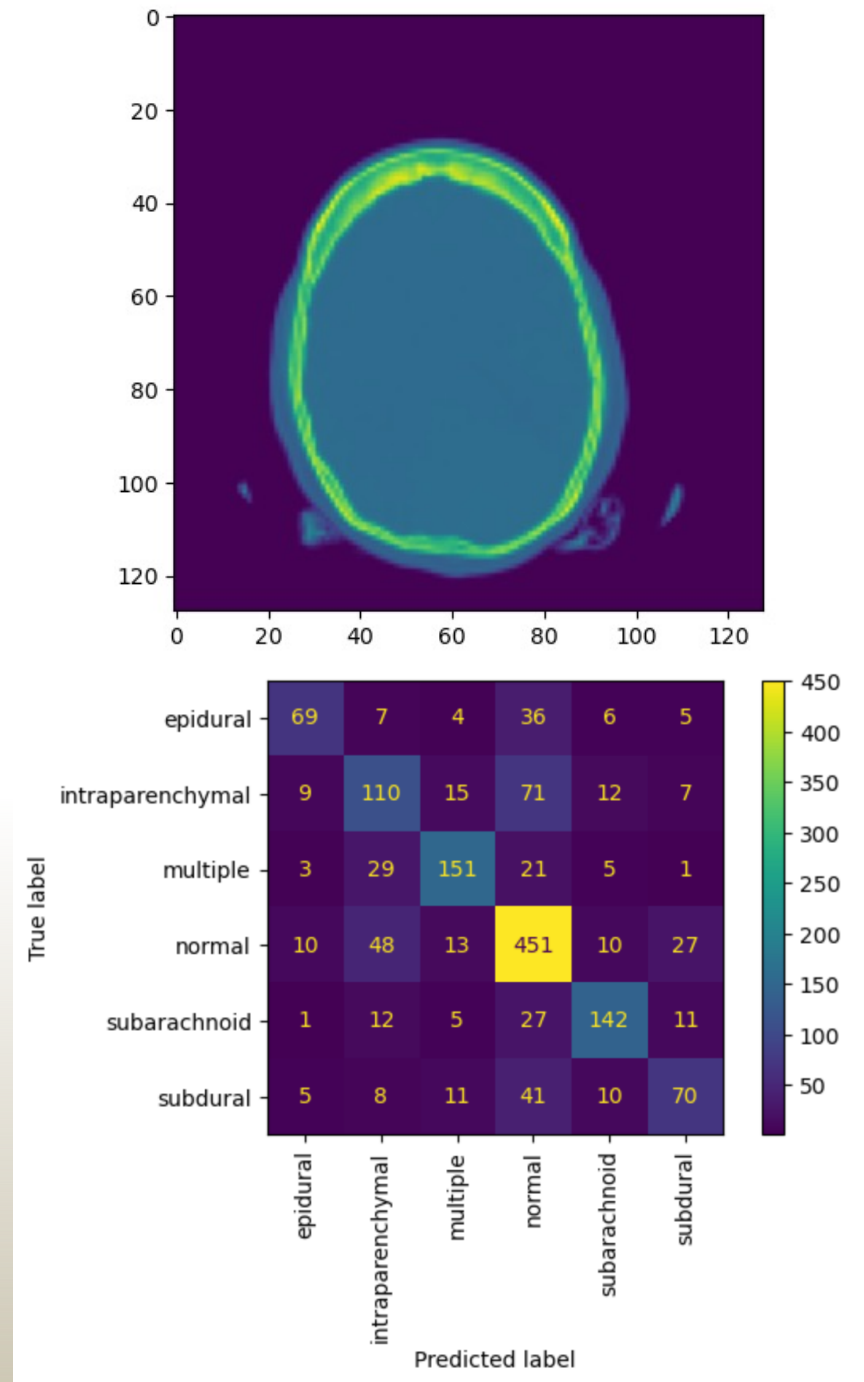 0
20
40
60
80
100
120
0 20 40 60 80 100 120
epidural 69 7 4 36 6 5
intraparenchymal 9 110 15 71 12 7
multiple 3 29 151 21 5 1
normal 10 48 13 451 10 27
subarachnoid 1 12 5 27 142 11
subdural 5 8 11 41 10 70
True label
epidural
intraparenchymal
multiple
normal
subarachnoid
subdural
Predicted label
450
400
350
300
250
200
150
100
50